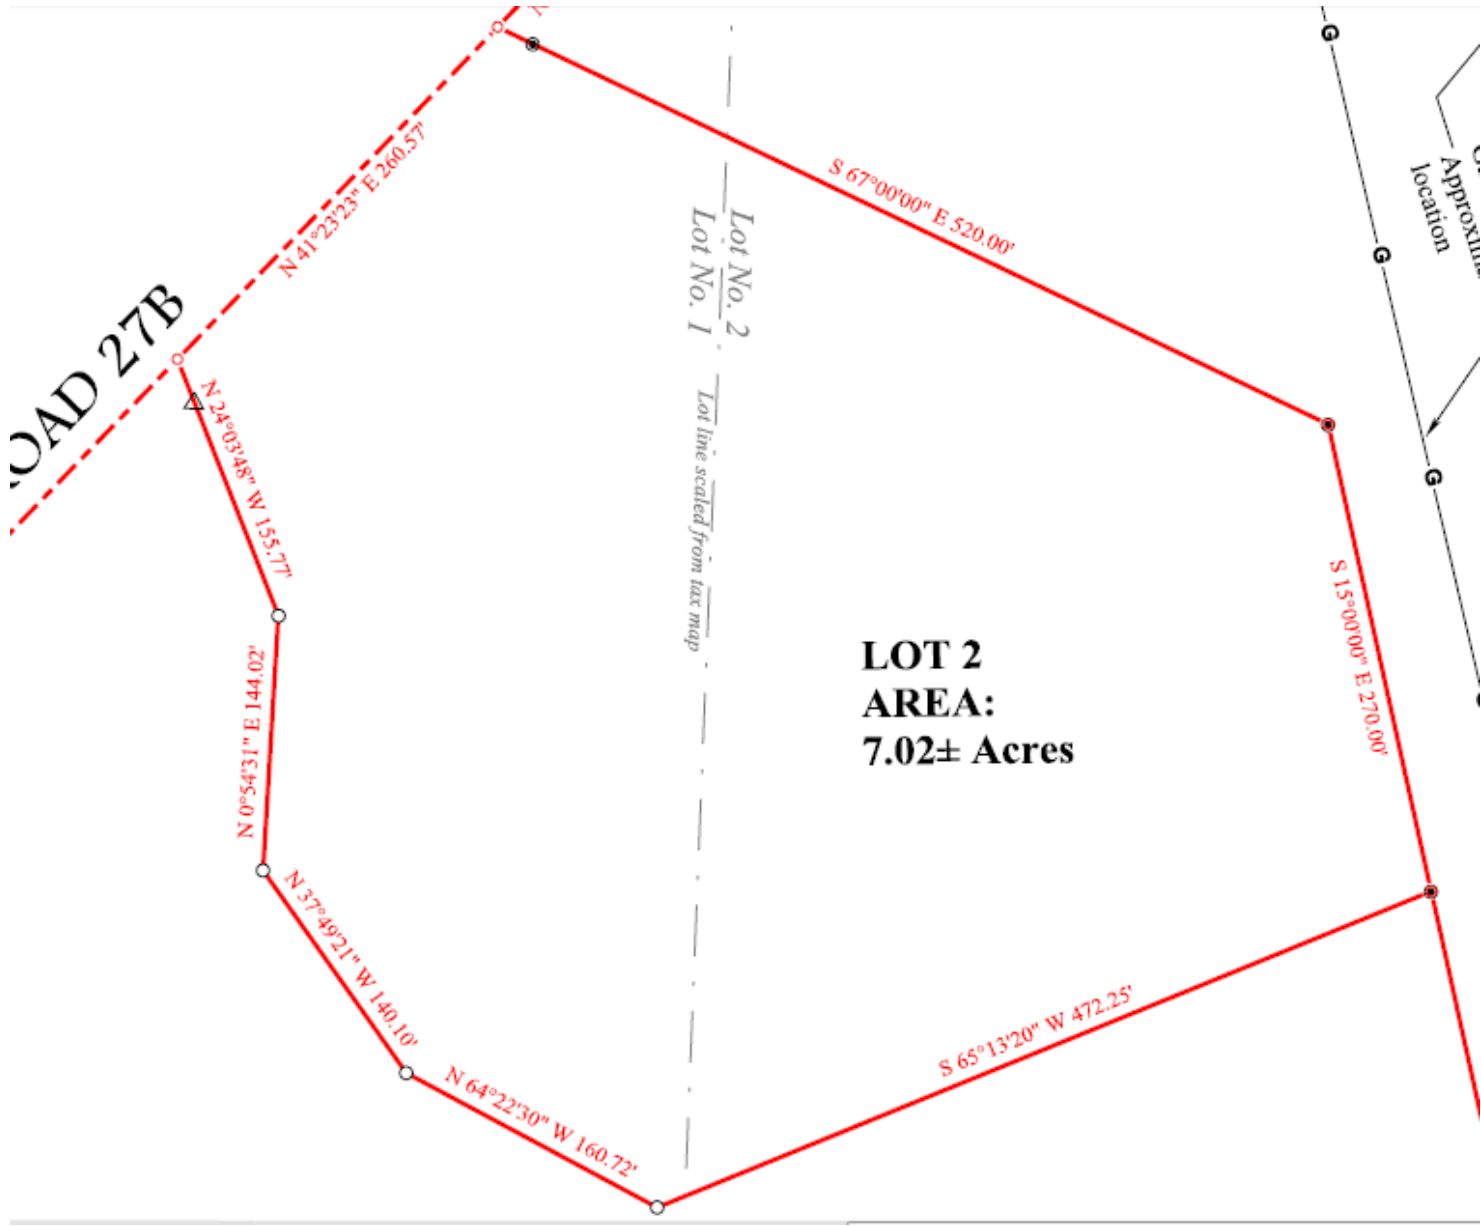 N 41°23'23" E 260.57'
S 67°00'00" E 520.00'
G
Lot No. 2
Lot No. 1
Approxim
location
G
OAD 27B
N 24°03'48" W 155.77'
Lot line scaled from tax map
G
S 15°00'00" E 270.00'
N 0°54'31" E 144.02'
LOT 2
AREA:
7.02± Acres
N 37°49'21" W 140.10'
S 65°13'20" W 472.25'
N 64°22'30" W 160.72'